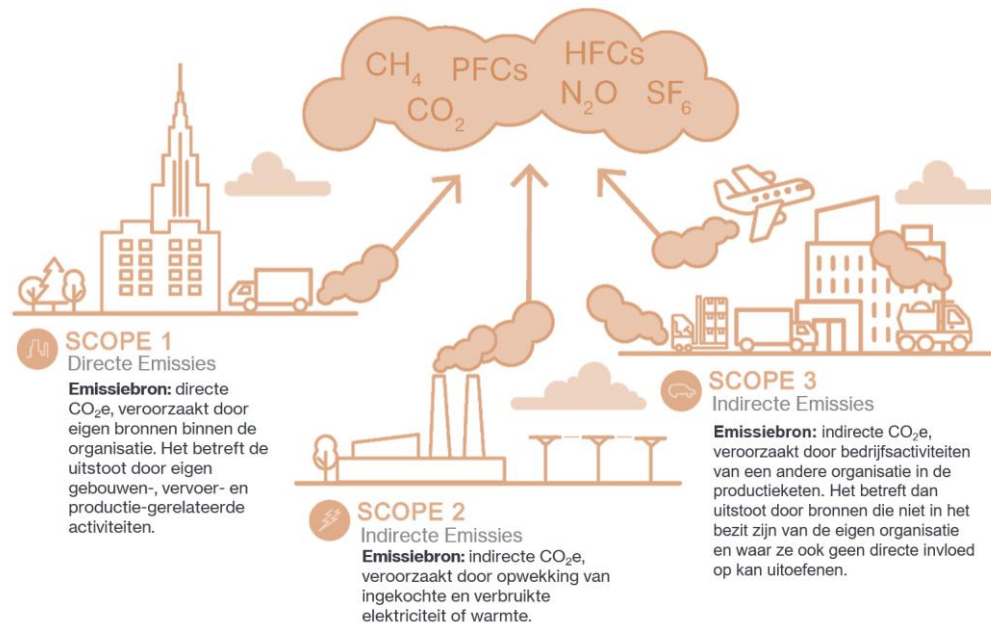 CH₄ PFCs HFCs
CO₂ N₂O SF₆
SCOPE 1
Directe Emissies
Emissiebron: directe
CO₂e, veroorzaakt door
eigen bronnen binnen de
organisatie. Het betreft de
uitstoot door eigen
gebouwen-, vervoer- en
productie-gerelateerde
activiteiten.
SCOPE 2
Indirecte Emissies
Emissiebron: indirecte CO₂e,
veroorzaakt door opwekking van
ingekochte en verbruikte
elektriciteit of warmte.
SCOPE 3
Indirecte Emissies
Emissiebron: indirecte CO₂e,
veroorzaakt door bedrijfsactiviteiten
van een andere organisatie in de
productieketen. Het betreft dan
uitstoot door bronnen die niet in het
bezit zijn van de eigen organisatie
en waar ze ook geen directe invloed
op kan uitoefenen.